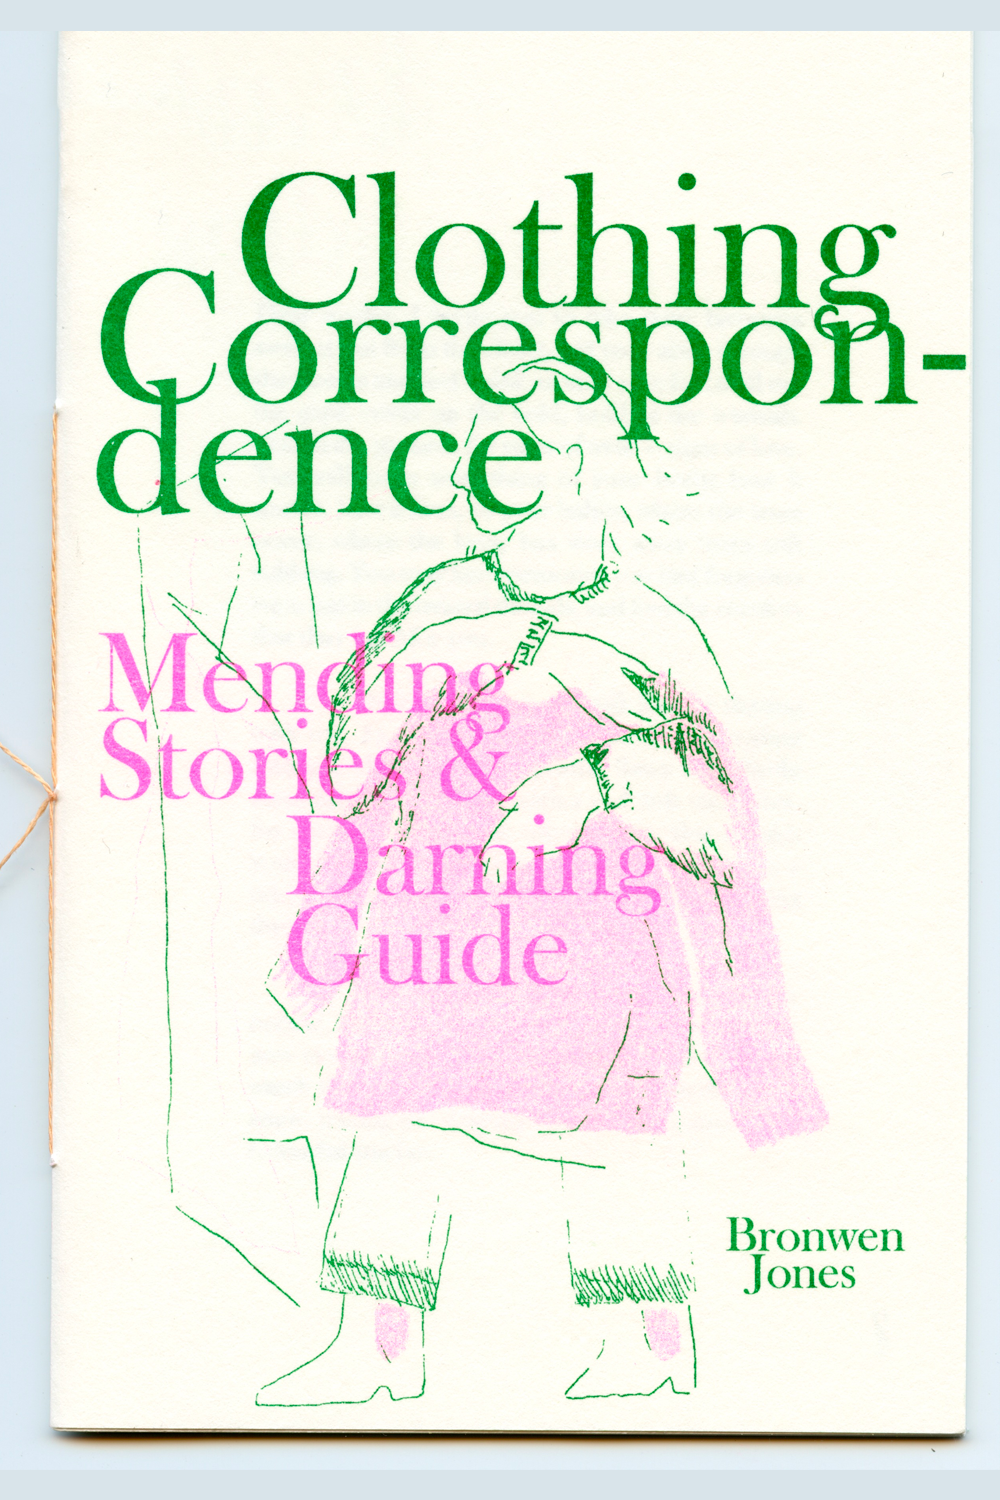 Clothing
Correspon-
dence
Mending
Stories &
Darning
Guide
Bronwen
Jones